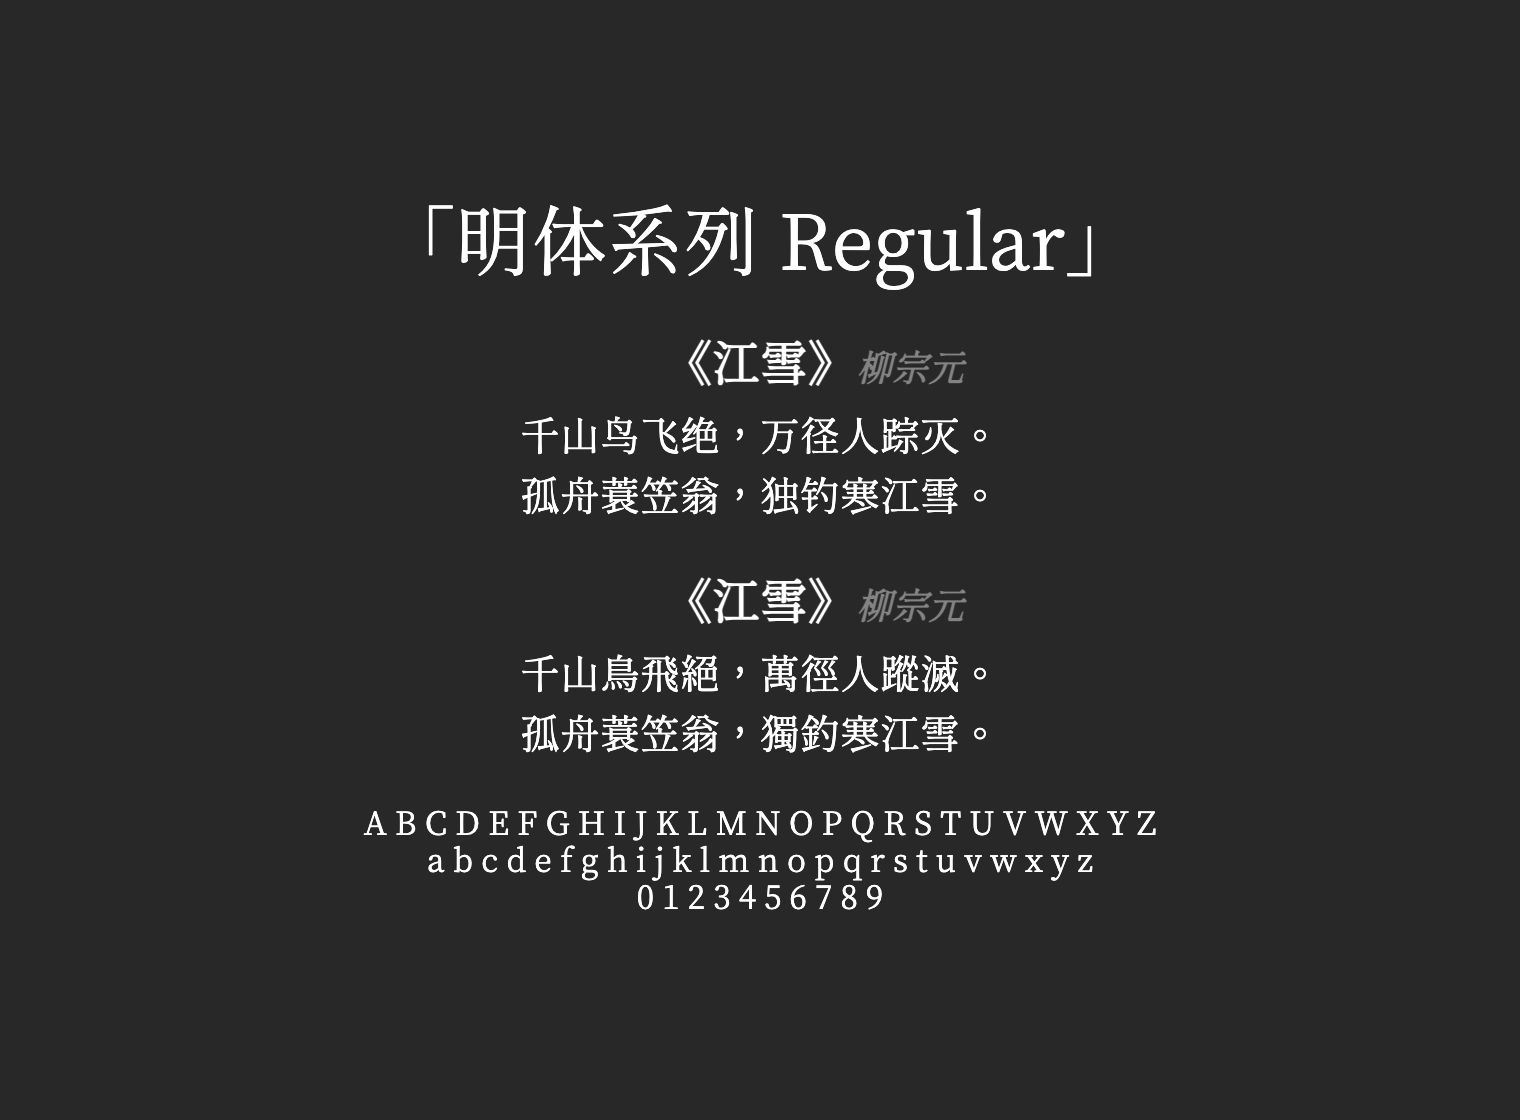 「明体系列 Regular」
《江雪》 柳宗元
千山鸟飞绝，万径人踪灭。
孤舟蓑笠翁，独钓寒江雪。
《江雪》 柳宗元
千山鳥飛絕，萬徑人蹤滅。
孤舟蓑笠翁，獨釣寒江雪。
A B C D E F G H I J K L M N O P Q R S T U V W X Y Z
a b c d e f g h i j k l m n o p q r s t u v w x y z
0 1 2 3 4 5 6 7 8 9